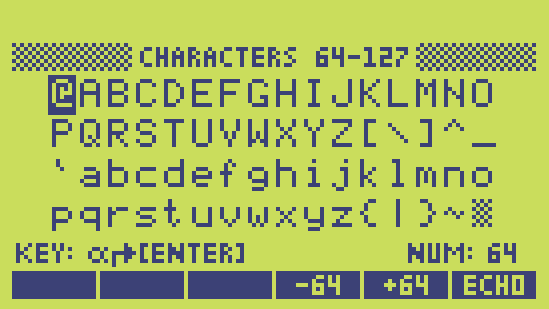 CHARACTERS 64-127
@ABCDEFGHIJKLMNO
PQRSTUVWXYZ[\]^_
`abcdefghijklmno
pqrstuvwxyz{|}~▒
KEY: α↱[ENTER] NUM: 64
-64 +64 ECHO